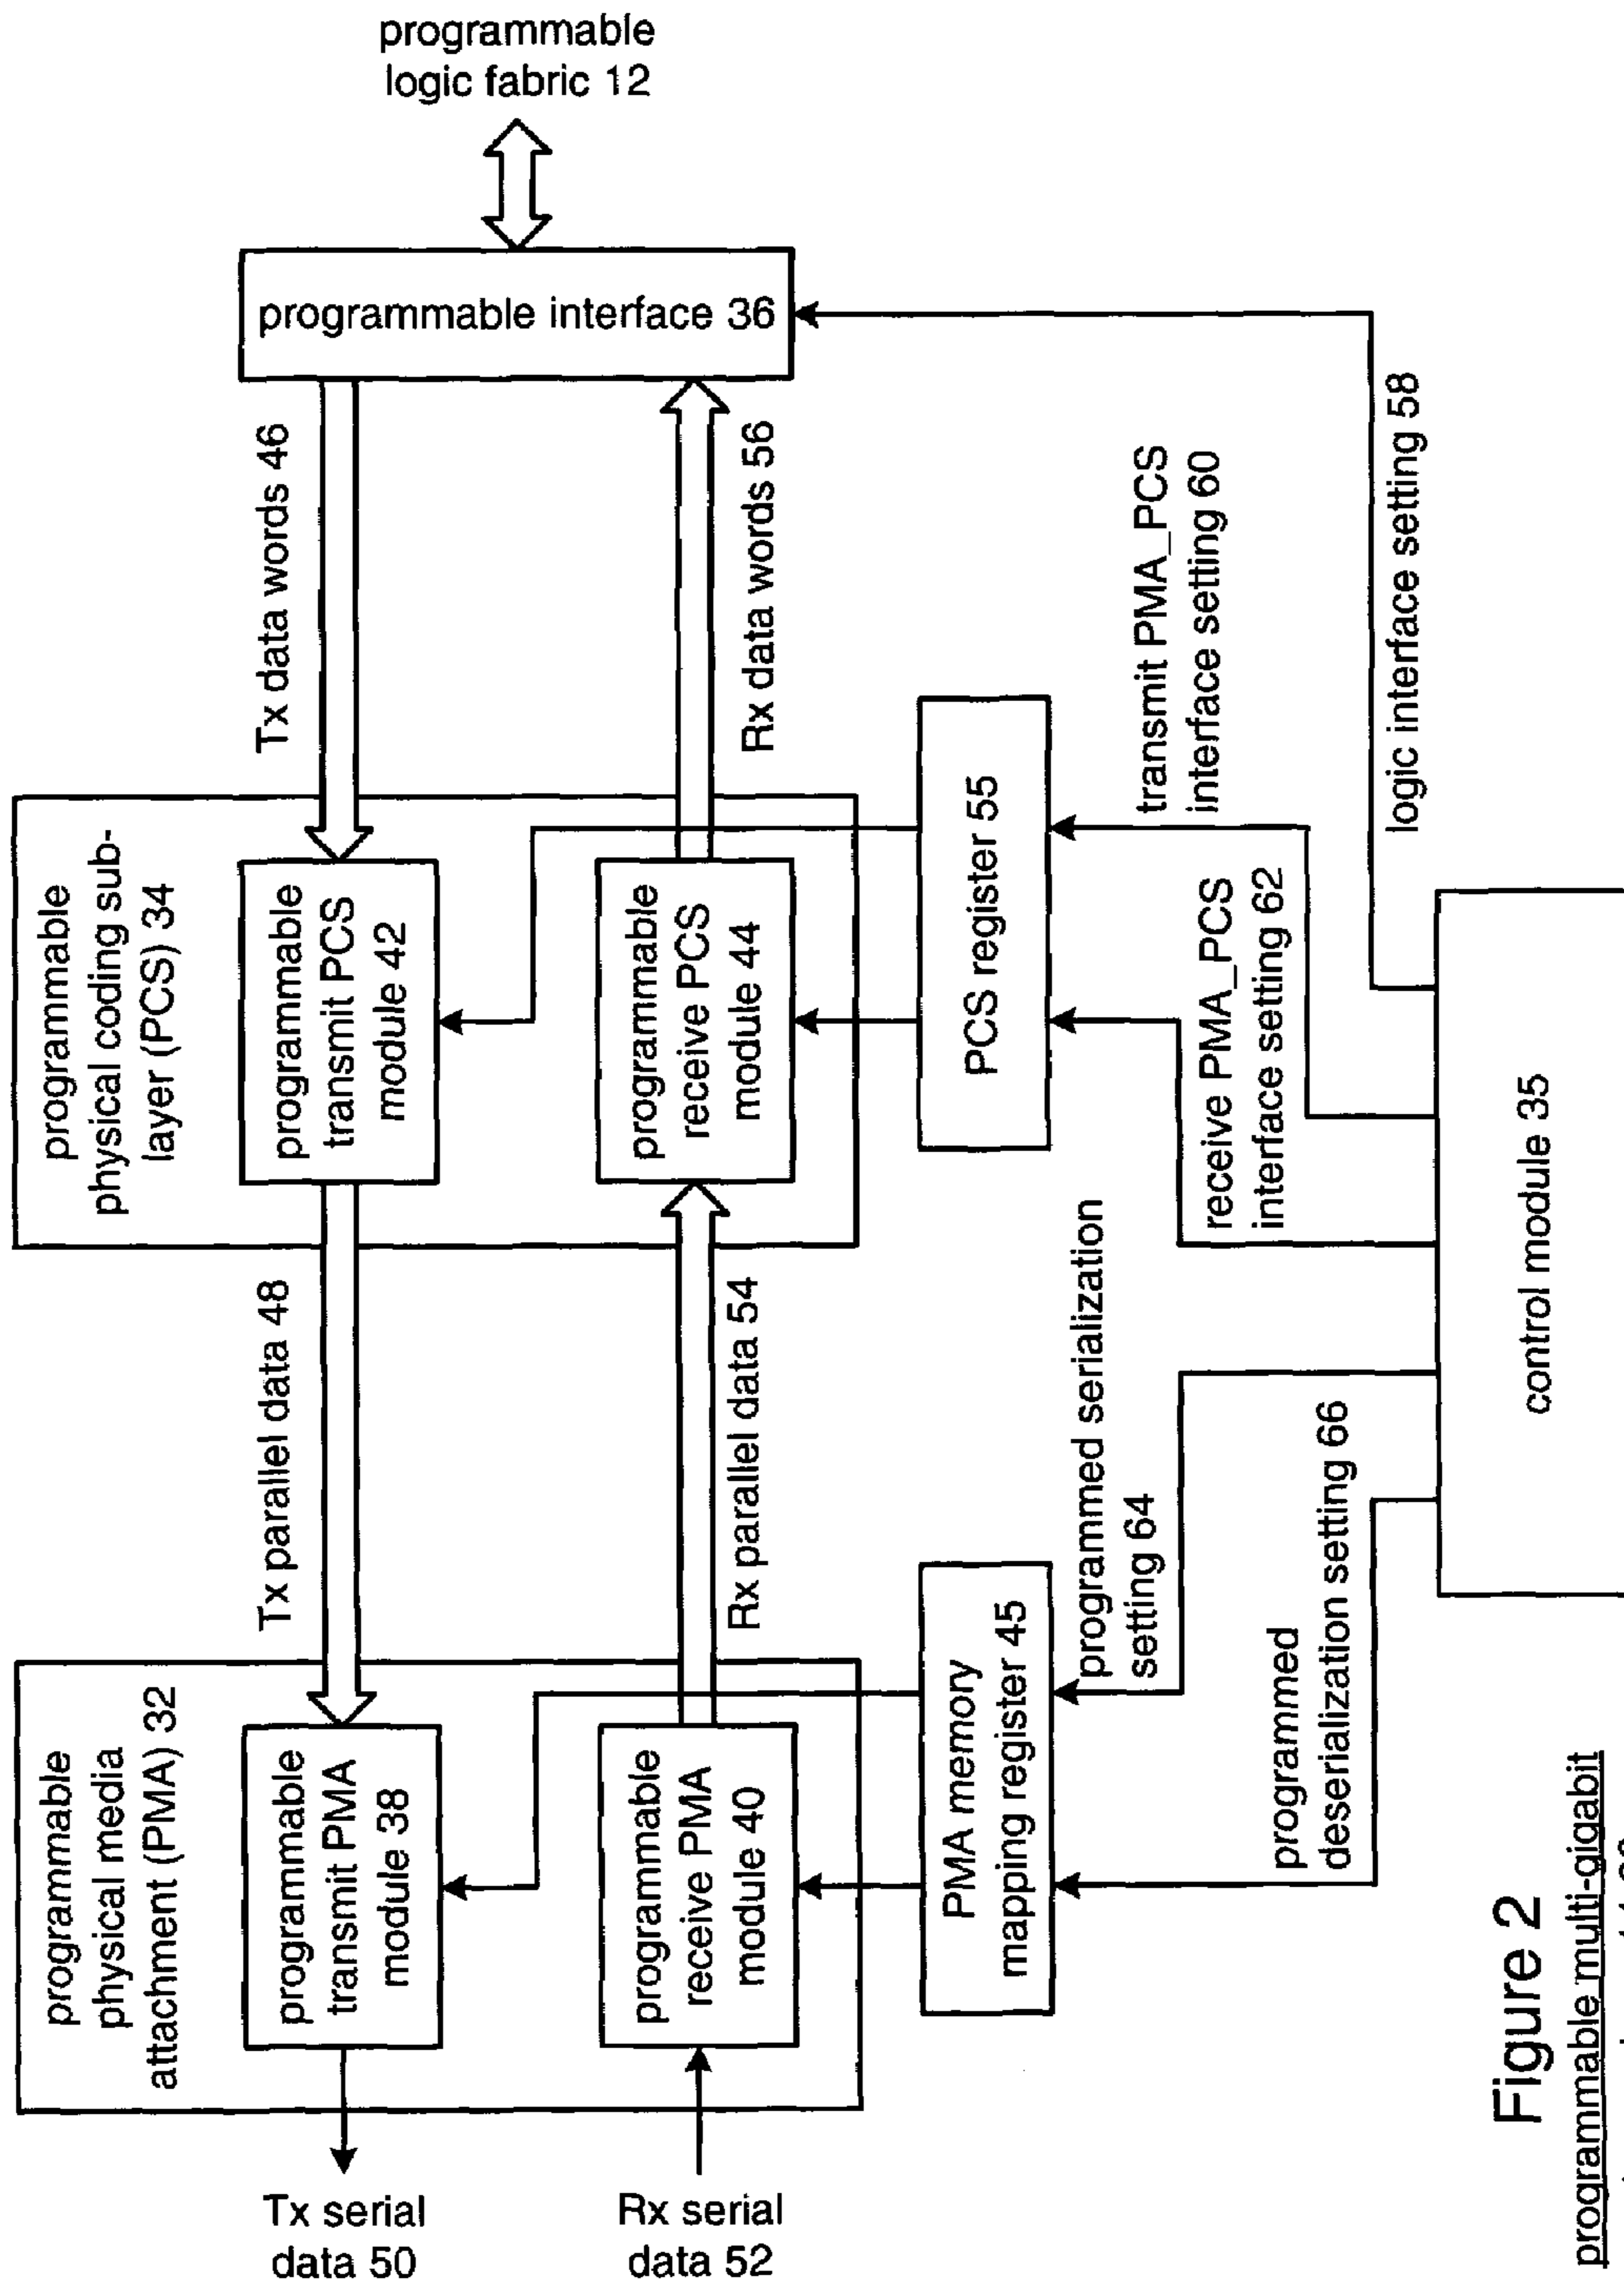 programmable
logic fabric 12
programmable interface 36
Tx data words 46
Rx data words 56
programmable
physical coding sub-
layer (PCS) 34
programmable
transmit PCS
module 42
programmable
receive PCS
module 44
PCS register 55
transmit PMA_PCS
interface setting 60
receive PMA_PCS
interface setting 62
logic interface setting 58
Tx parallel data 48
Rx parallel data 54
programmable
physical media
attachment (PMA) 32
programmable
transmit PMA
module 38
programmable
receive PMA
module 40
PMA memory
mapping register 45
programmed serialization
setting 64
programmed
deserialization setting 66
control module 35
Tx serial
data 50
Rx serial
data 52
Figure 2
programmable multi-gigabit